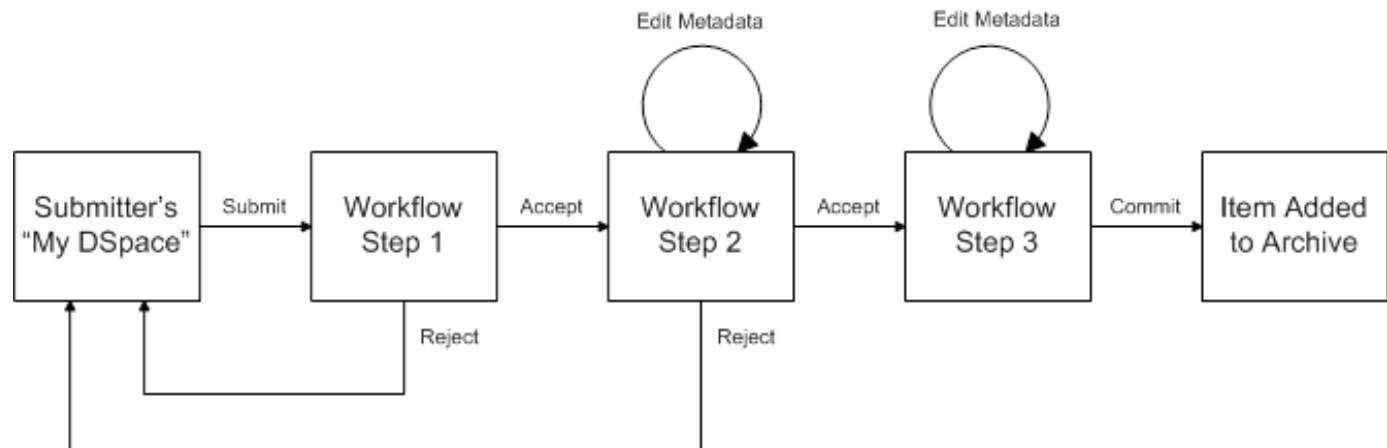 Edit Metadata
Edit Metadata
Submitter's
“My DSpace”
Submit
Workflow
Step 1
Accept
Workflow
Step 2
Accept
Workflow
Step 3
Commit
Item Added
to Archive
Reject
Reject